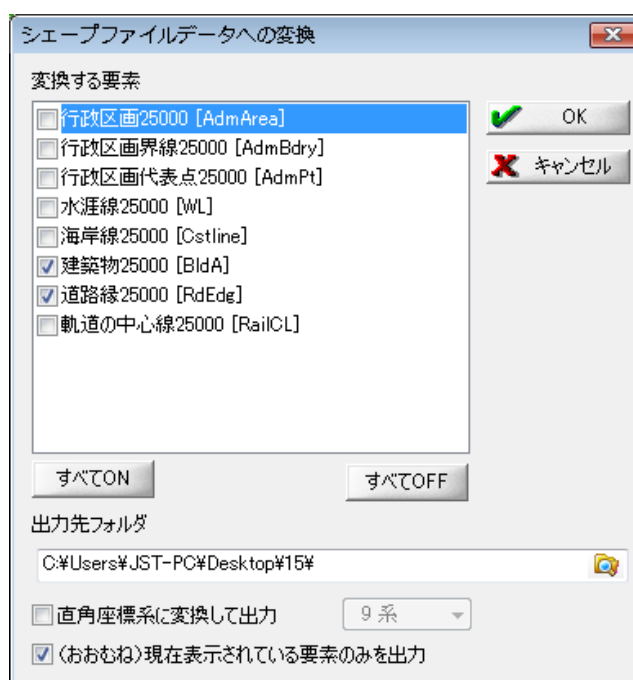 シェープファイルデータへの変換
変換する要素
行政区画25000 [AdmArea]
行政区画界線25000 [AdmBdry]
行政区画代表点25000 [AdmPt]
水涯線25000 [WL]
海岸線25000 [Cstline]
建築物25000 [BldA]
道路縁25000 [RdEdg]
軌道の中心線25000 [RailCL]
OK
キャンセル
すべてON
すべてOFF
出力先フォルダ
C:¥Users¥JST-PC¥Desktop¥15¥
直角座標系に変換して出力
9 系
(おおむね)現在表示されている要素のみを出力